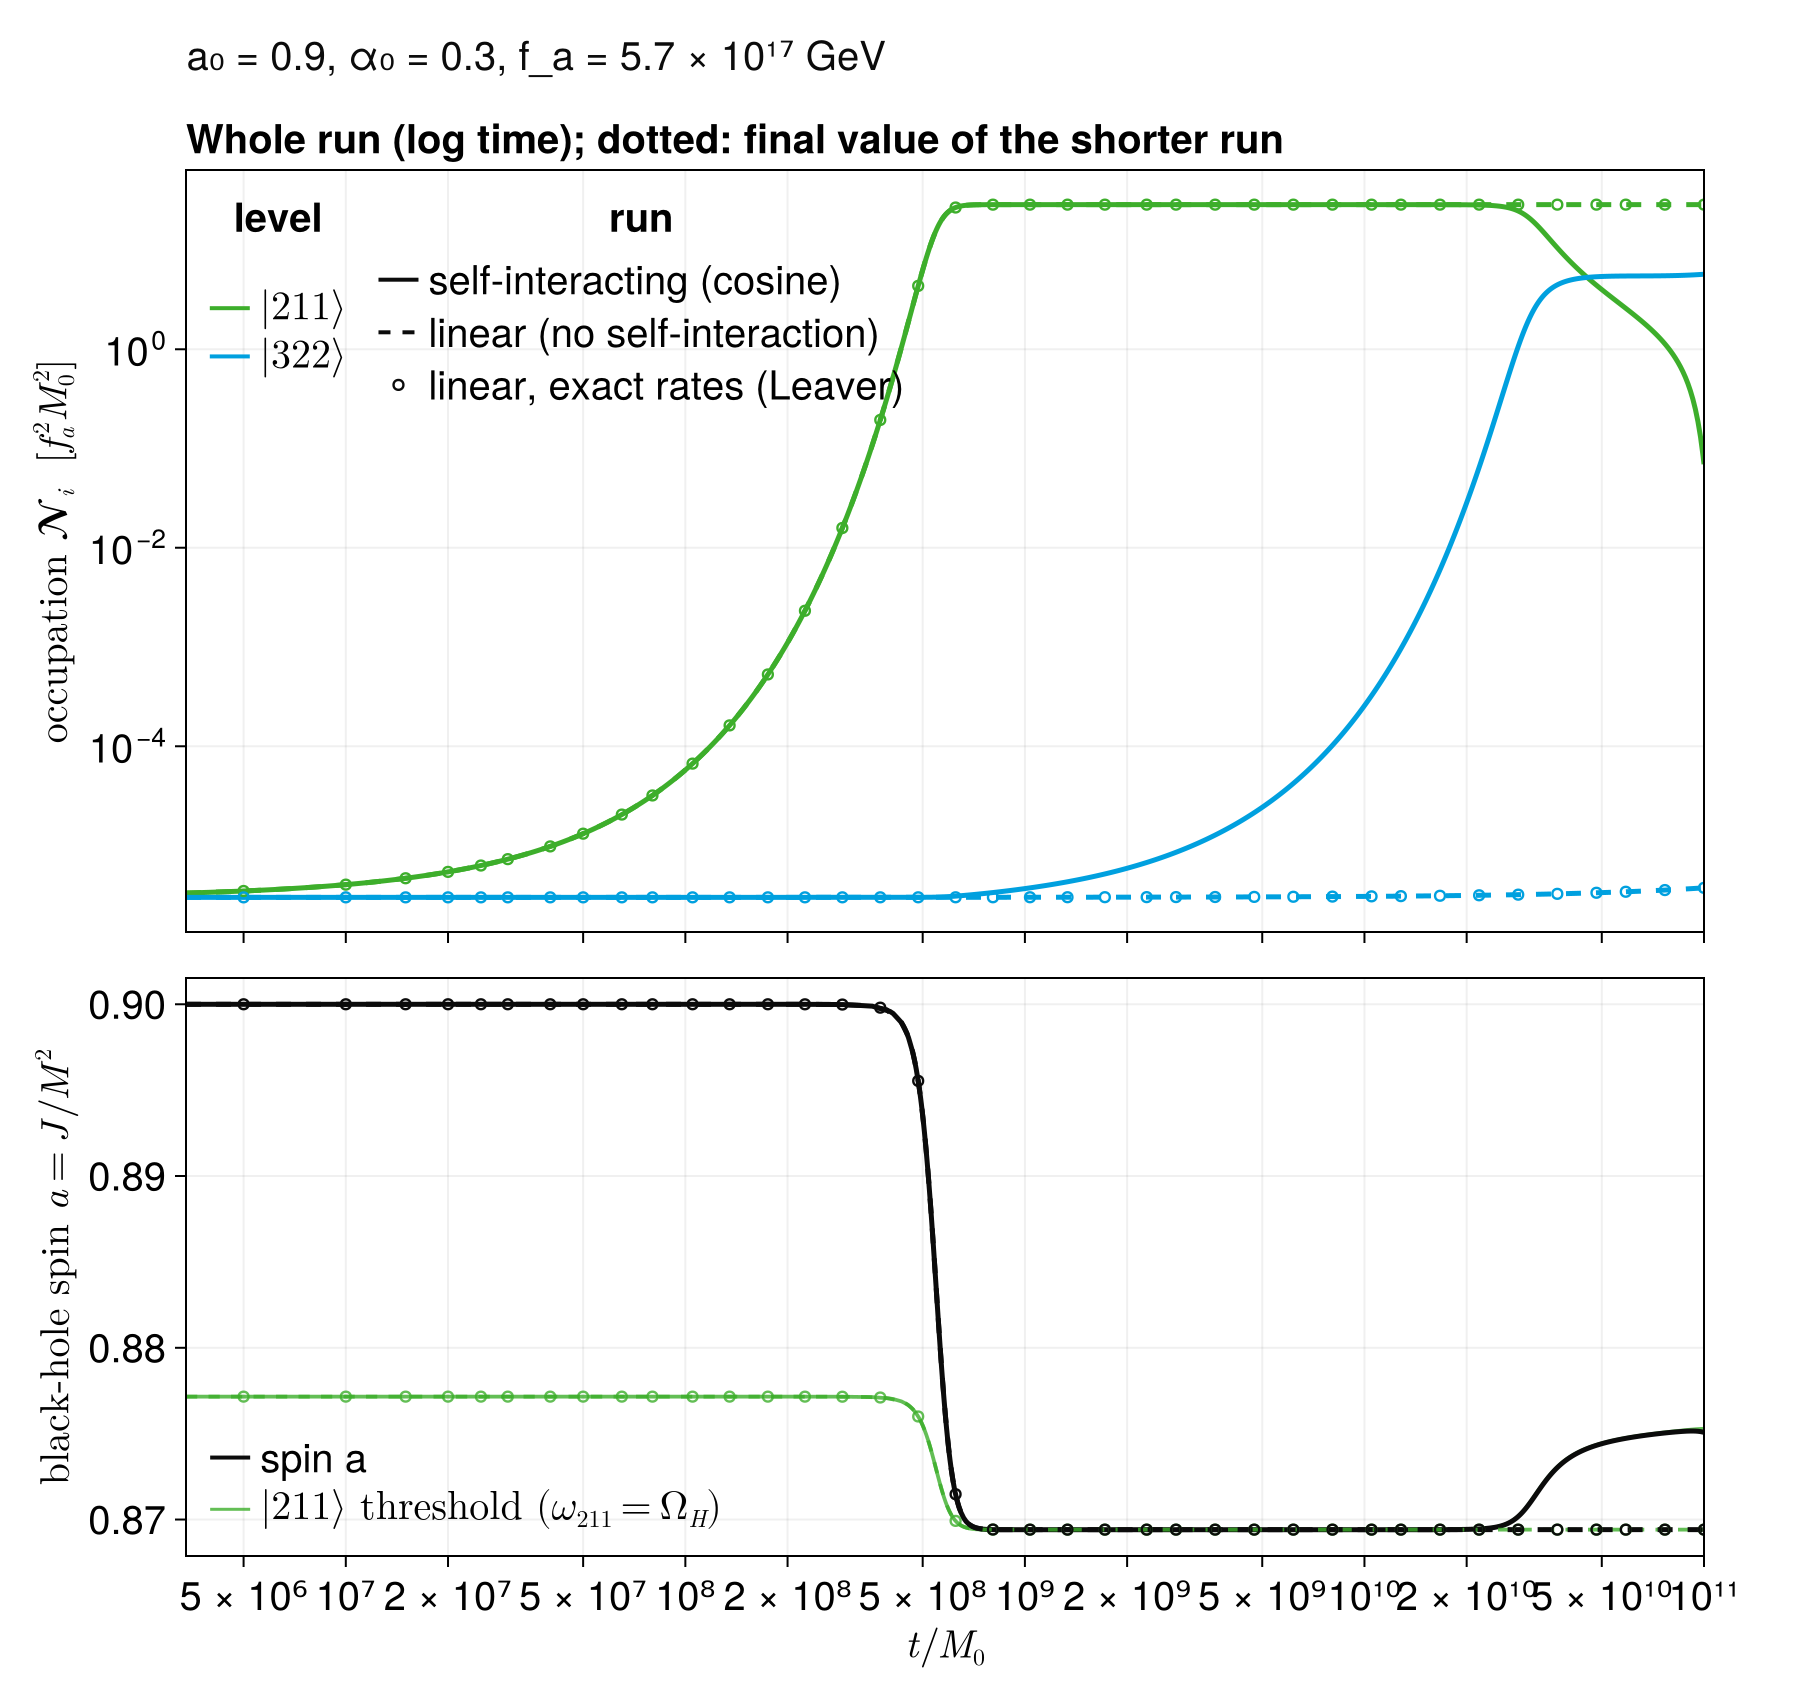 a₀ = 0.9, α₀ = 0.3, f_a = 5.7 × 10¹⁷ GeV
Whole run (log time); dotted: final value of the shorter run
level
|211⟩
|322⟩
run
self-interacting (cosine)
linear (no self-interaction)
linear, exact rates (Leaver)
occupation 𝒩ᵢ [f²ₐM²₀]
10⁰
10⁻²
10⁻⁴
black-hole spin a = J/M²
0.90
0.89
0.88
0.87
spin a
|211⟩ threshold (ω₂₁₁ = Ω_H)
5 × 10⁶ 10⁷ 2 × 10⁷ 5 × 10⁷ 10⁸ 2 × 10⁸ 5 × 10⁸ 10⁹ 2 × 10⁹ 5 × 10⁹ 10¹⁰ 2 × 10¹⁰ 5 × 10¹⁰ 10¹¹
t/M₀